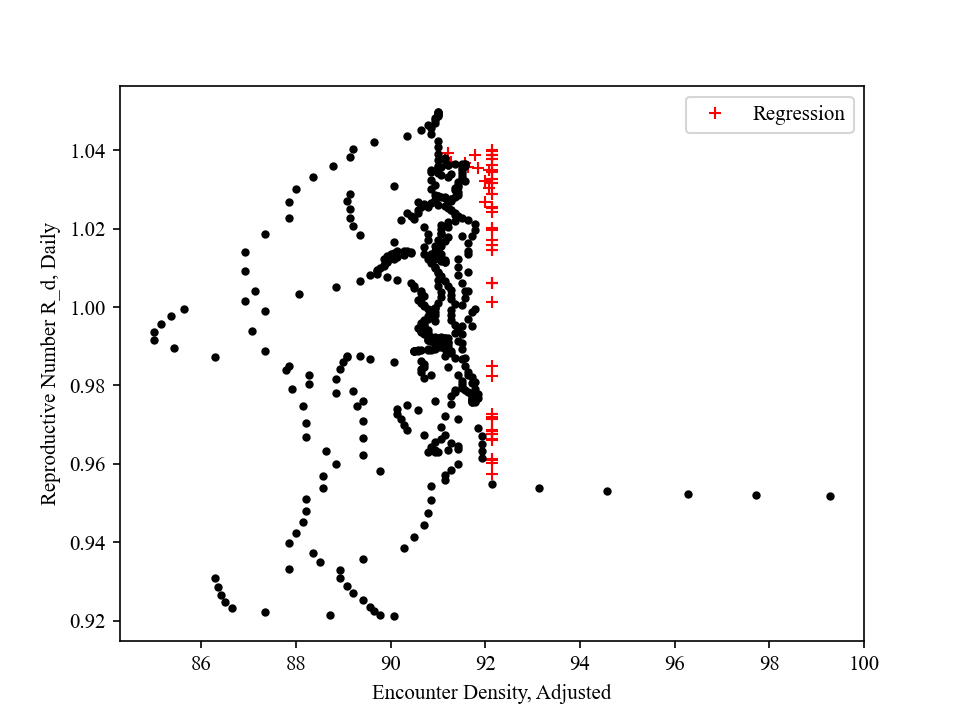 Regression
1.04
1.02
1.00
0.98
0.96
0.94
0.92
Reproductive Number R_d, Daily
86 88 90 92 94 96 98 100
Encounter Density, Adjusted